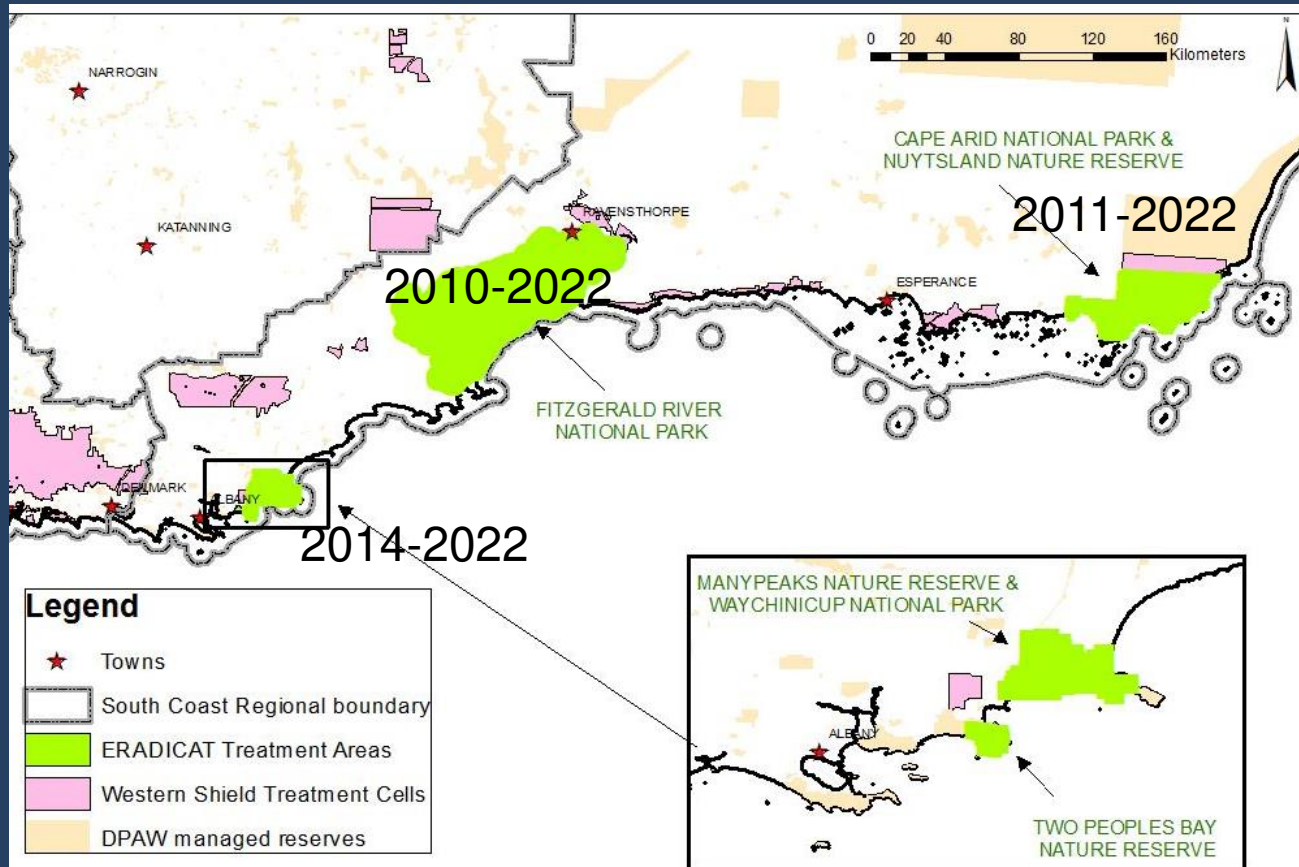 0 20 40 80 120 160
Kilometers
N
NARROGIN
CAPE ARID NATIONAL PARK &
NUYTSLAND NATURE RESERVE
2011-2022
KATANNING
RAVENSTHORPE
2010-2022
ESPERANCE
FITZGERALD RIVER
NATIONAL PARK
DENMARK
ALBANY
2014-2022
Legend
Towns
South Coast Regional boundary
ERADICAT Treatment Areas
Western Shield Treatment Cells
DPAW managed reserves
MANYPEAKS NATURE RESERVE &
WAYCHINICUP NATIONAL PARK
ALBANY
TWO PEOPLES BAY
NATURE RESERVE